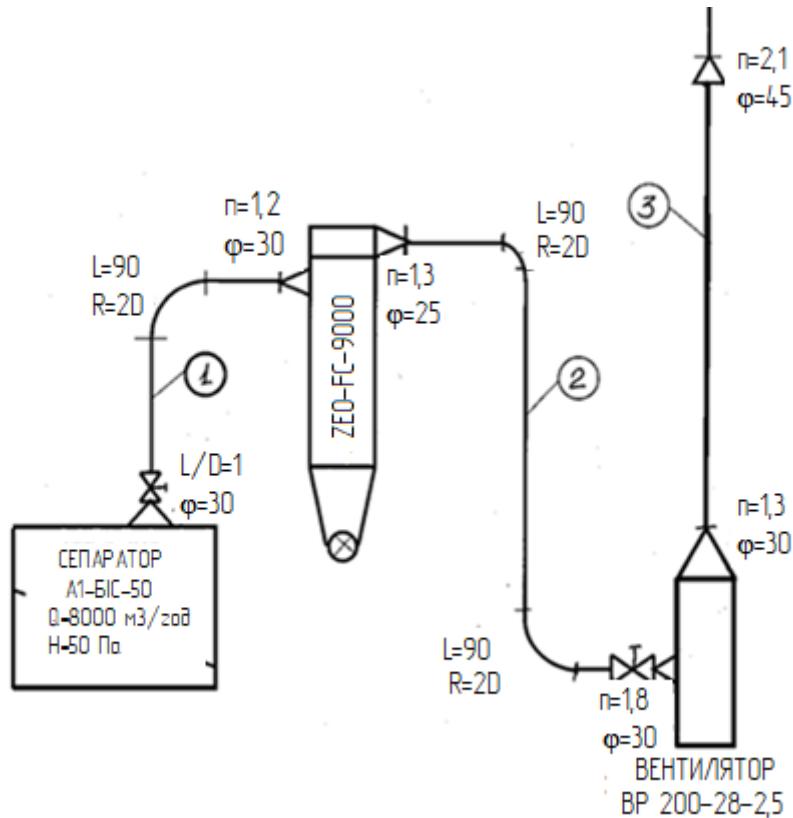 n=2,1
φ=45
3
n=1,2
φ=30
L=90
R=2D
L=90
R=2D
n=1,3
φ=25
ZEO-FC-9000
1
2
L/D=1
φ=30
n=1,3
φ=30
СЕПАРАТОР
А1-БІС-50
Q-8000 м3/год
Н-50 Па
L=90
R=2D
n=1,8
φ=30
ВЕНТИЛЯТОР
ВР 200-28-2,5